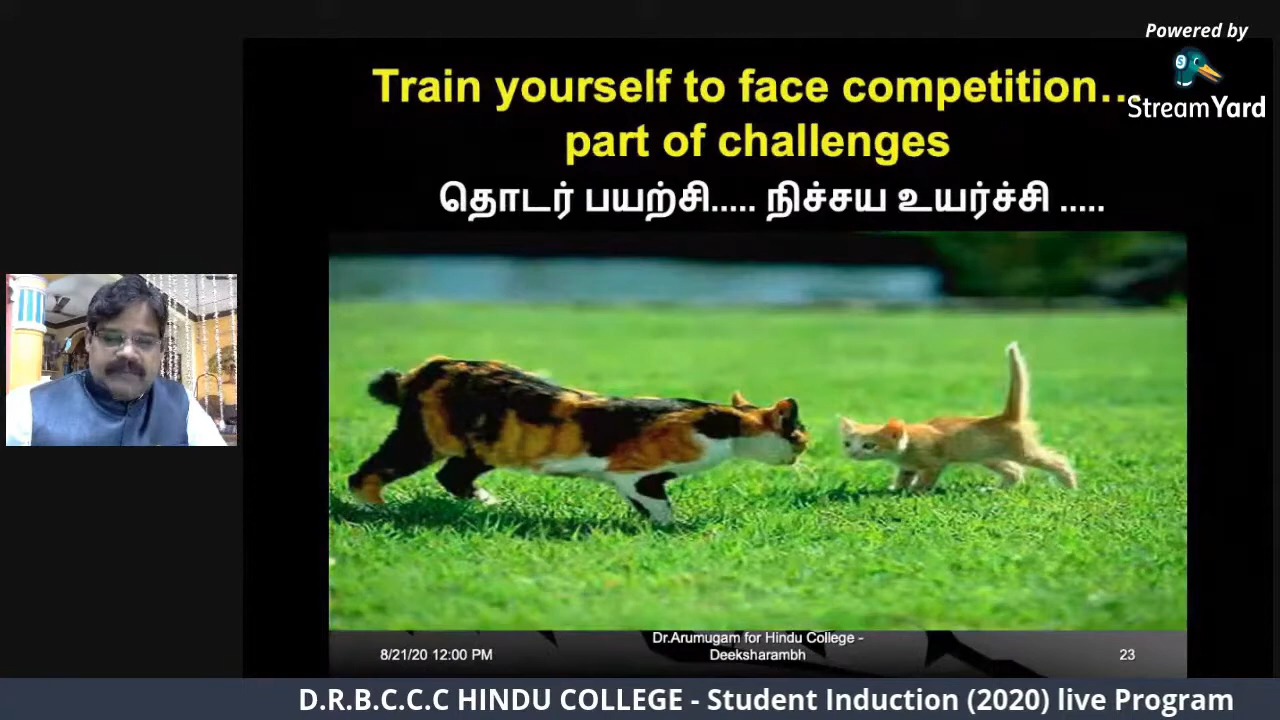 Powered by
StreamYard
Train yourself to face competition…
part of challenges
தொடர் பயற்சி..... நிச்சய உயர்ச்சி .....
8/21/20 12:00 PM
Dr.Arumugam for Hindu College -
Deeksharambh
23
D.R.B.C.C.C HINDU COLLEGE - Student Induction (2020) live Program